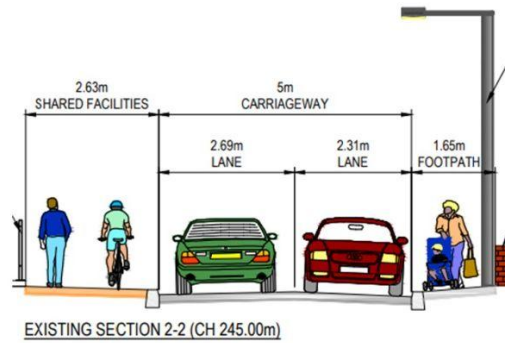 2.63m
SHARED FACILITIES
5m
CARRIAGEWAY
2.69m
LANE
2.31m
LANE
1.65m
FOOTPATH
EXISTING SECTION 2-2 (CH 245.00m)